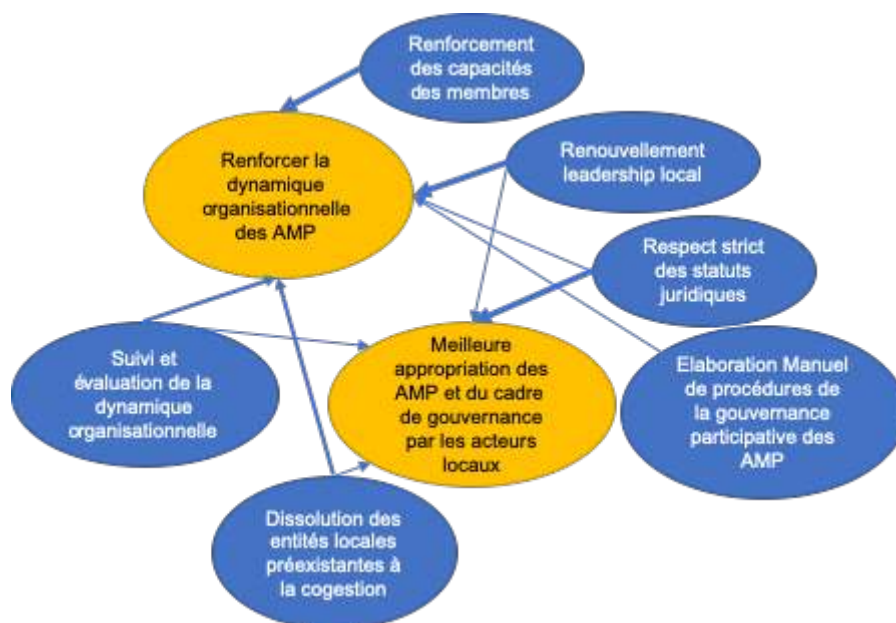 Renforcement
des capacités
des membres
Renforcer la
dynamique
organisationnelle
des AMP
Renouvellement
leadership local
Respect strict
des statuts
juridiques
Suivi et
évaluation de la
dynamique
organisationnelle
Meilleure
appropriation des
AMP et du cadre
de gouvernance
par les acteurs
locaux
Elaboration Manuel
de procédures de
la gouvernance
participative des
AMP
Dissolution des
entités locales
préexistantes à
la cogestion